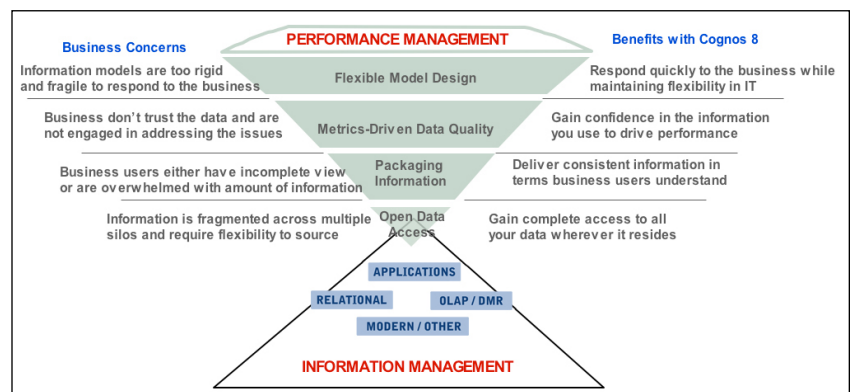 PERFORMANCE MANAGEMENT
Business Concerns
Benefits with Cognos 8
Information models are too rigid
and fragile to respond to the business
Flexible Model Design
Respond quickly to the business while
maintaining flexibility in IT
Business don't trust the data and are
not engaged in addressing the issues
Metrics-Driven Data Quality
Gain confidence in the information
you use to drive performance
Business users either have incomplete view
or are overwhelmed with amount of information
Packaging
Information
Deliver consistent information in
terms business users understand
Information is fragmented across multiple
silos and require flexibility to source
Open Data
Access
Gain complete access to all
your data wherever it resides
APPLICATIONS
RELATIONAL
OLAP / DMR
MODERN / OTHER
INFORMATION MANAGEMENT